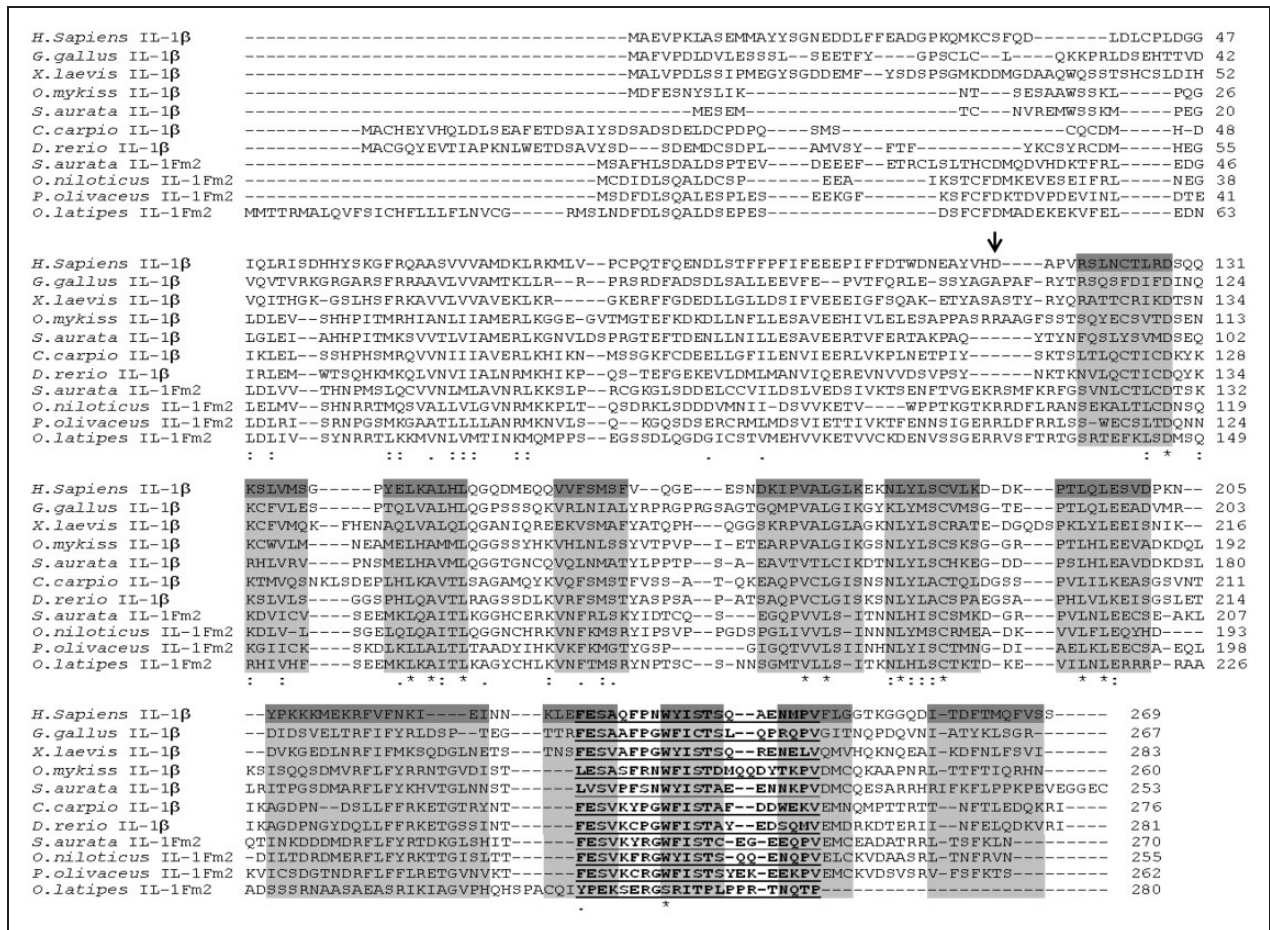 H.Sapiens IL-1β -----------------------------------MAEVPKLASEMMAYYSGNEDDLFFEADGPKQMKCSFQD-------LDLCPLDGG 47
G.gallus IL-1β -----------------------------------MAFVPDLDVLESSSL--SEETFY----GPSCLC--L---QKKPRLDSEHTTVD 42
X.laevis IL-1β -----------------------------------MALVPDLSSIPMEGYSGDDEMF--YSDSPSGMKDDMGDAAQWQSSTSHCSLDIH 52
O.mykiss IL-1β -----------------------------------MDFESNYSLIK---------------NT---SESAAWSSKL-----PQG 26
S.aurata IL-1β -----------------------------------------MESEM---------------TC---NVREMWSSKM-----PEG 20
C.carpio IL-1β -----------MACHEYVHQLDLSEAFETDSAIYSDSADSDELDCPDPQ-----SMS-------------CQCDM---H-D 48
D.rerio IL-1β -----------MACGQYEVTIAPKNLWETDSAVYSD--SDEMDCSDPL---AMVSY--FTF------YKCSYRCDM---HEG 55
S.aurata IL-1Fm2 --------------------------------MSAFHLSDALDSPTEV----DEEEF--ETRCLSLTHCDMQDVHDKTFRL----EDG 46
O.niloticus IL-1Fm2 --------------------------------MCDIDLSQALDCSP------EEA-----IKSTCFDMKEVESEIFRL-----NEG 38
P.olivaceus IL-1Fm2 --------------------------------MSDFDLSQALESPLES----EEKGF-----KSFCFDKTDVPDEVINL----DTE 41
O.latipes IL-1Fm2 MMTTRMALQVFSICHFLLLFLNVCG-----RMSLNDFDLSQALDSEPES-------------DSFCFDMADEKEKVFEL-----EDN 63
↓
H.Sapiens IL-1β IQLRISDHHYSKGFRQAASVVVAMDKLRKMLV--PCPQTFQENDLSTFFPFIFEEEPIFFDTWDNEAYVHD----APVRSLNCTLRDSQQ 131
G.gallus IL-1β VQVTVRKGRGARSFRRAAVLVVAMTKLLR--R--PRSRDFADSDLSALLEEVFE--PVTFQRLE-SSYAGAPAF-RYTRSQSFDIFDINQ 124
X.laevis IL-1β VQITHGK-GSLHSFRKAVVLVVAVEKLKR------GKERFFGDEDLLGLLDSIFVEEEIGFSQAK-ETYASASTY-RYQRATTCRIKDTSN 134
O.mykiss IL-1β LDLEV--SHHPITMRHIANLIIAMERLKGGE-GVTMGTEFKDKDLLNFLLESAVEEHIVLELESAPPASRRAAGFSSTSQYECSVTDSEN 113
S.aurata IL-1β LGLEI--AHHPITMKSVVTLVIAMERLKGNVLDSPRGTEFTDENLLNILLESAVEERTVFERTAKPAQ------YTYNFQSLYSVMDSEQ 102
C.carpio IL-1β IKLEL--SSHPHSMRQVVNIIIAVERLKHIKN--MSSGKFCDEELLGFILENVIEERLVKPLNETPIY------SKTSLTLQCTICDKYK 128
D.rerio IL-1β IRLEM--WTSQHKMKQLVNVIIALNRMKHIKP--QS-TEFGEKEVLDMLMANVIQEREVNVVDSVPSY------NKTKNVLQCTICDQYK 134
S.aurata IL-1Fm2 LDLVV--THNPMSLQCVVNLMLAVNRLKKSLP--RCGKGLSDDELCCVILDSLVEDSIVKTSENFTVGEKRSMFKRFGSVNLCTLCDTSK 132
O.niloticus IL-1Fm2 LELMV--SHNRRTMQSVALLVLGVNRMKKPLT--QSDRKLSDDDVMNII-DSVVKETV----WPPTKGTKRRDFLRANSEKALTLCDNSQ 119
P.olivaceus IL-1Fm2 LDLRI--SRNPGSMKGAATLLLLANRMKNVLS--Q--KGQSDSERCRMLMDSVIETTIVKTFENNSIGERRLDFRRLSS-WECSLTDQNN 124
O.latipes IL-1Fm2 LDLIV--SYNRRTLKKMVNLVMTINKMQMPPS--EGSSDLQGDGICSTVMEHVVKETVVCKDENVSSGERRVSFTRTGSRTEFKLSDMSQ 149
: : :: . ::: :: . . : * :
H.Sapiens IL-1β KSLVMSG-----PYELKALHLQGQDMEQQVVFSMSFV--QGE---ESNDKIPVALGLKEKNLYLSCVLKD-DK---PTLQLESVDPKN-- 205
G.gallus IL-1β KCFVLES-----PTQLVALHLQGPSSSQKVRLNIALYRPRGPRGSAGTGQMPVALGIKGYKLYMSCVMSG-TE---PTLQLEEADVMR-- 203
X.laevis IL-1β KCFVMQK--FHENAQLVALQLQGANIQREEKVSMAFYATQPH---QGGSKRPVALGLAGKNLYLSCRATE-DGQDSPKLYLEEISNIK-- 216
O.mykiss IL-1β KCWVLM----NEAMELHAMMLQGGSSYHKVHLNLSSYVTPVP--I-ETEARPVALGIKGSNLYLSCSKSG-GR---PTLHLEEVADKDQL 192
S.aurata IL-1β RHLVRV----PNSMELHAVMLQGGTGNCQVQLNMATYLPPTP--S-A-EAVTVTLCIKDTNLYLSCHKEG-DD---PSLHLEAVDDKDSL 180
C.carpio IL-1β KTMVQSNKLSDEPLHLKAVTLSAGAMQYKVQFSMSTFVSS-A--T-QKEAQPVCLGISNSNLYLACTQLDGSS---PVLILKEASGSVNT 211
D.rerio IL-1β KSLVLS----GGSPHLQAVTLRAGSSDLKVRFSMSTYASPSA--P-ATSAQPVCLGISKSNLYLACSPAEGSA---PHLVLKEISGSLET 214
S.aurata IL-1Fm2 KDVICV----SEEMKLQAITLKGGHCERKVNFRLSKYIDTCQ--S--EGQPVVLS-ITNNLHISCSMKD-GR---PVLNLEECSE-AKL 207
O.niloticus IL-1Fm2 KDLV-L----SGELQLQAITLQGGNCHRKVNFKMSRYIPSVP--PGDSPGLIVVLS-INNNLYMSCRMEA-DK---VVLFLEQYHD---- 193
P.olivaceus IL-1Fm2 KGIICK----SKDLKLLALTLQGPDIHHKVKFKMGTYGSP------GIGQTVVLSINNLYISCTMNG-DI---AELKLEECSA-EQL 198
O.latipes IL-1Fm2 RHIVHF----SEEMKLKAITLKAGYCHLKVNFTMSRYNPTSC--S-NNSGMTVLLS-ITKNLHLSCTKTD-KE---VILNLERRRP-RAA 226
: : .*.*: *. : :. *.* *::::* : *.*:
H.Sapiens IL-1β --YPKKKMEKRFVFNKI----EINN---KLEFESAQFPNWYISTSQ--AENMPVFLGGTKGGQDI-TDFTMQFVSS----- 269
G.gallus IL-1β --DIDSVELTRFIFYRLDSP--TEG---TTRFESAAFPGWFICTSL--QPRQPVGITNQPDQVNI-ATYKLSGR------- 267
X.laevis IL-1β --DVKGEDLNRFIFMKSQDGLNETS---TNSFESVAYPGWFISTSQ--RENELVQMVHQKNQEAI-KDFNLFSVI------ 283
O.mykiss IL-1β KSISQQSDMVRFLFYRRNTGVDIST------LESASFRNWFISTDMQQDYTKPVDMCQKAAPNRL-TTFTIQRHN------ 260
S.aurata IL-1β LRITPGSDMARFLFYKHVTGLNNST------LVSVPFSNWYISTAE--ENNKPVDMCQESARRHRIFKFLPPKPEVEGGEC 253
C.carpio IL-1β IKAGDPN--DSLLFFRKETGTRYNT------FESVKYPGWFISTAF--DDWEKVEMNQMPTTRTT-NFTLEDQKRI----- 276
D.rerio IL-1β IKAGDPNGYDQLLFFRKETGSSINT------FESVKCPGWFISTAY--EDSQMVEMDRKDTERII-NFELQDKVRI----- 281
S.aurata IL-1Fm2 QTINKDDDMDRFLFYRTDKGLSHIT------FESVKYRGWFISTC-EG-EEQPVEMCEADATRRL-TSFKLN--------- 270
O.niloticus IL-1Fm2 -DILTDRDMERFLFYRKTTGISLTT------FESVKFRGWYISTS-QQ-ENQPVELCKVDAASRL-TNFRVN--------- 255
P.olivaceus IL-1Fm2 KVICSDGTNDRFLFFLRETGVNVKT------FESVKCRGWYISTSYEK-EEKPVEMCKVDSVSRV-FSFKTS--------- 262
O.latipes IL-1Fm2 ADSSSRNAASAEASRIKIAGVPHQHSPACQIYPEKSERGSRITPLPPR-TNQTP-------------------------- 280
. *